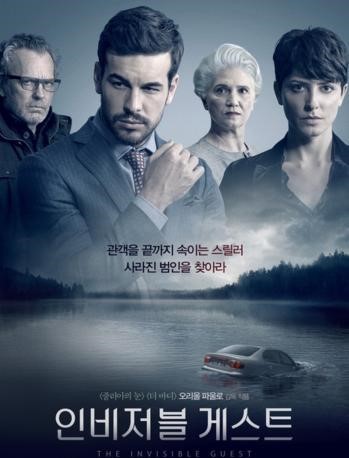 관객을 끝까지 속이는 스릴러
사라진 범인을 찾아라
〈줄리아의 눈〉 〈더 바디〉 오리올 파울로 감독 작품
인비저블 게스트
THE INVISIBLE GUEST